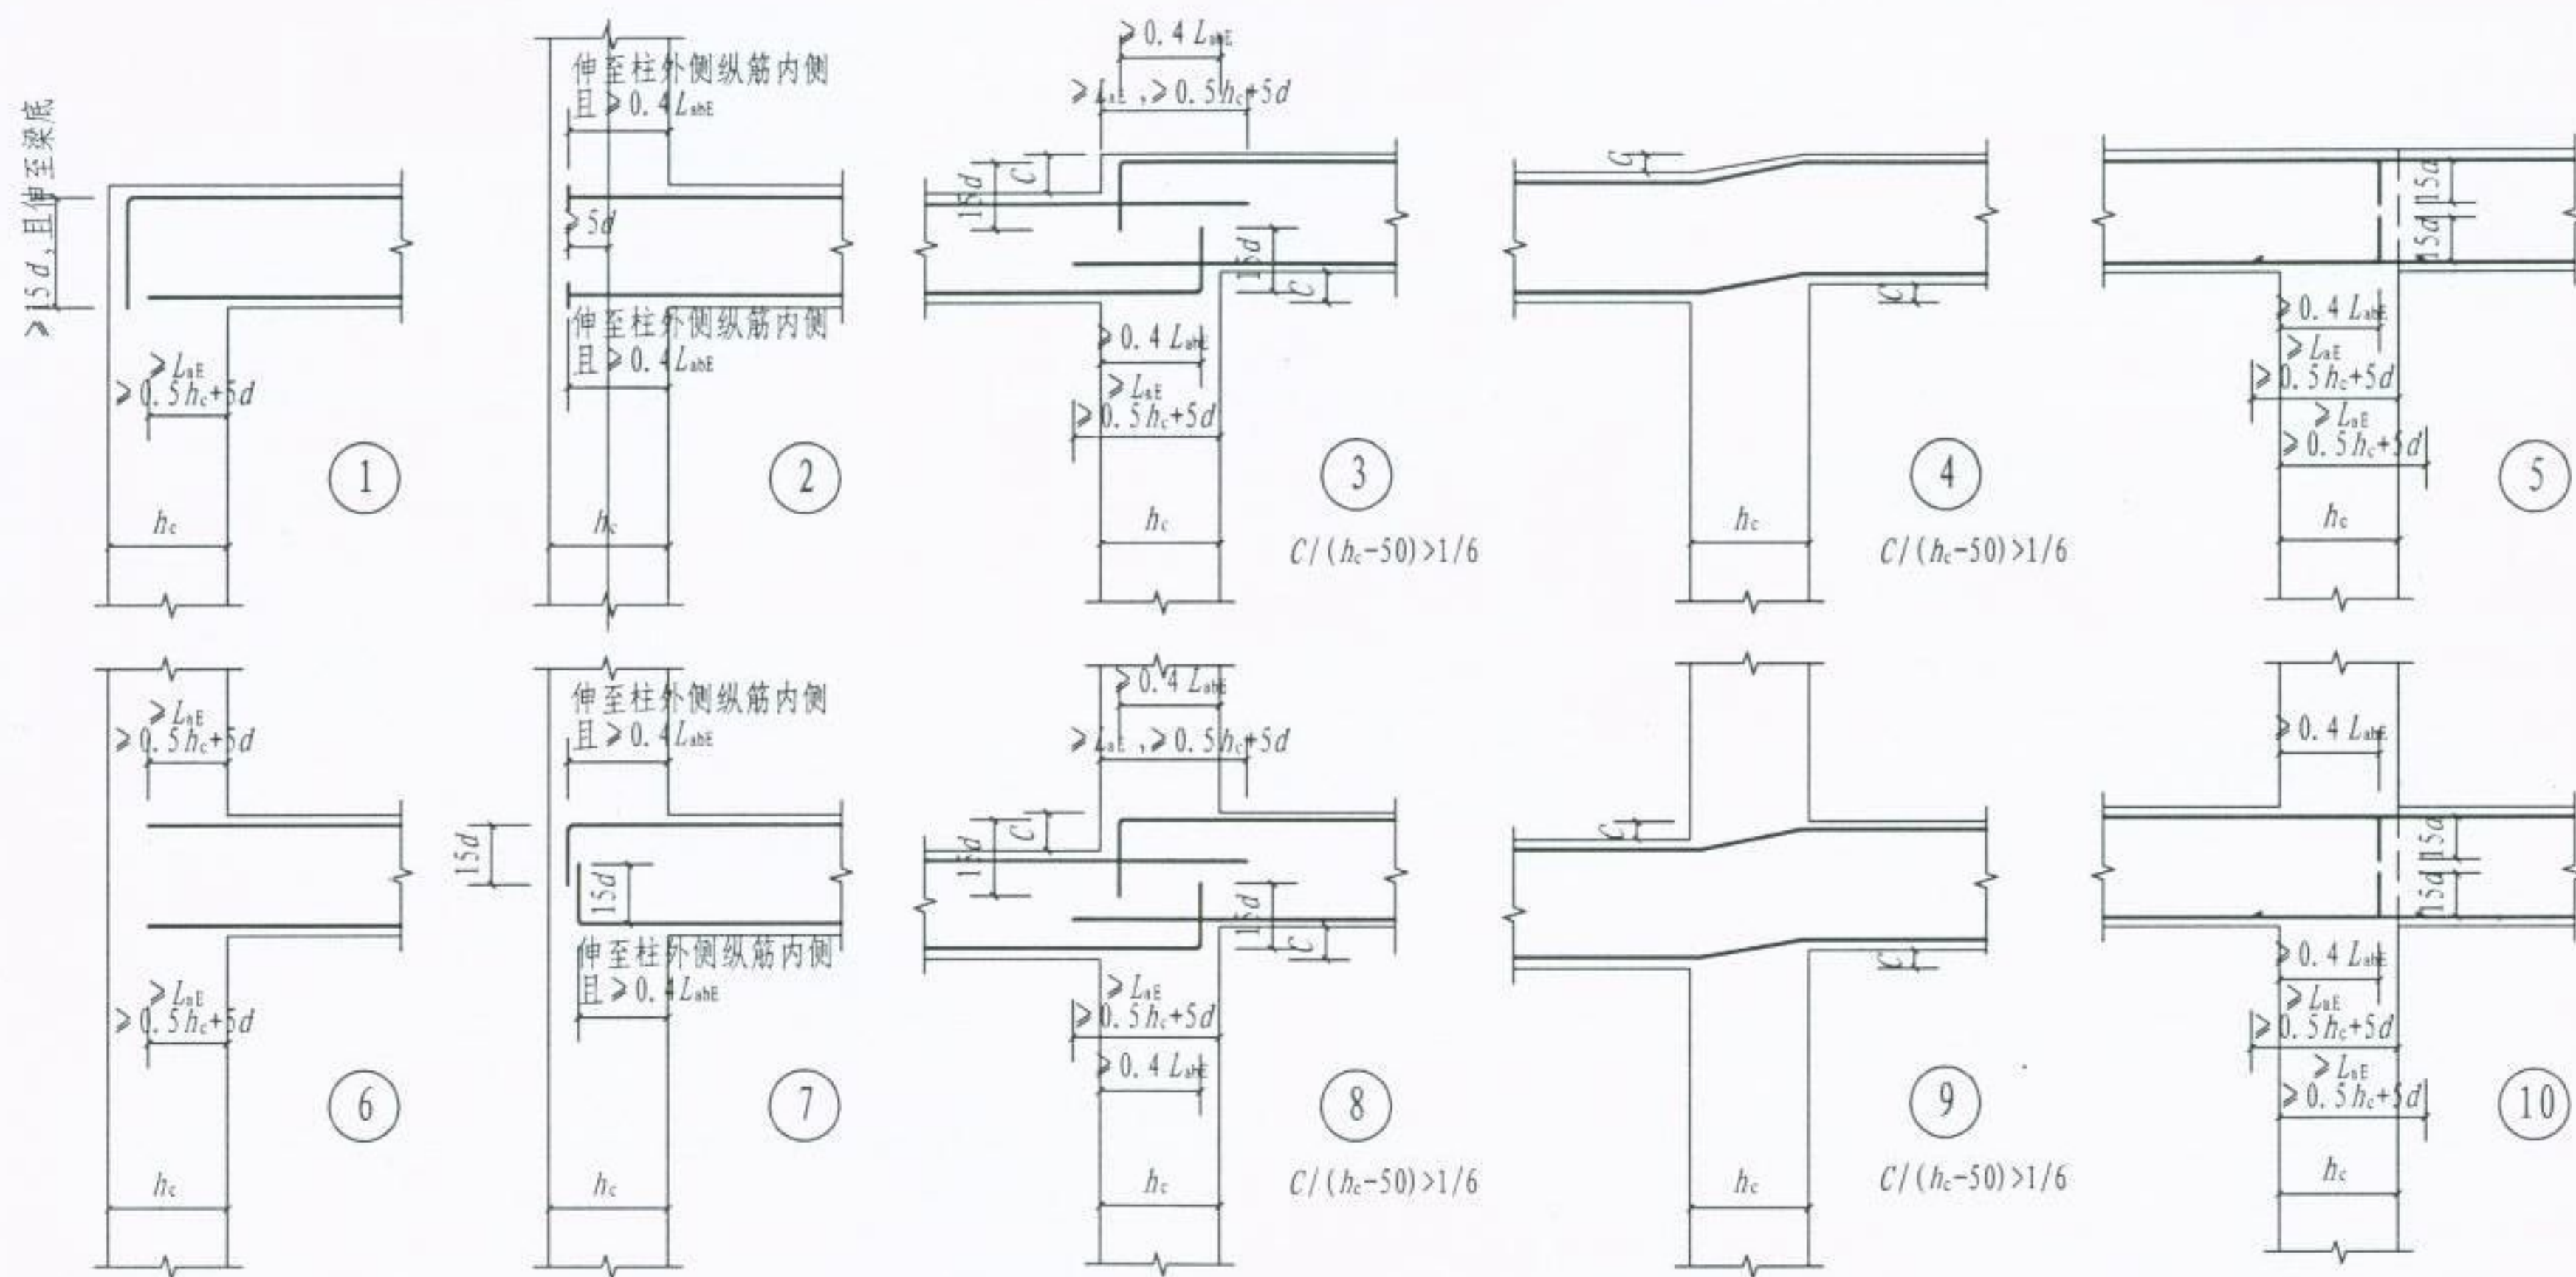 ≥15d,且伸至梁底
≥LaE
≥0.5hc+5d
hc
1
伸至柱外侧纵筋内侧
且≥0.4LabE
≥5d
伸至柱外侧纵筋内侧
且≥0.4LabE
hc
2
≥0.4LabE
≥LaE,≥0.5hc+5d
15d
C
15d
C
≥0.4LabE
≥LaE
≥0.5hc+5d
hc
3
C/(hc-50)>1/6
C
C
hc
4
C/(hc-50)>1/6
15d
15d
≥0.4LabE
≥LaE
≥0.5hc+5d
≥LaE
≥0.5hc+5d
hc
5
≥LaE
≥0.5hc+5d
≥LaE
≥0.5hc+5d
hc
6
伸至柱外侧纵筋内侧
且≥0.4LabE
15d
15d
伸至柱外侧纵筋内侧
且≥0.4LabE
hc
7
≥0.4LabE
≥LaE,≥0.5hc+5d
15d
C
15d
C
≥LaE
≥0.5hc+5d
≥0.4LabE
hc
8
C/(hc-50)>1/6
C
C
hc
9
C/(hc-50)>1/6
≥0.4LabE
15d
15d
≥0.4LabE
≥LaE
≥0.5hc+5d
≥LaE
≥0.5hc+5d
hc
10